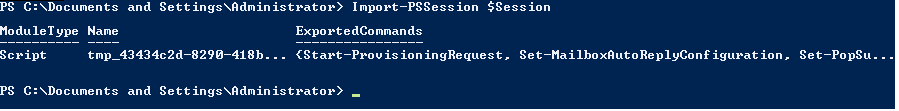 PS C:\Documents and Settings\Administrator> Import-PSSession $Session
ModuleType Name ExportedCommands
---------- ---- ----------------
Script tmp_43434c2d-8290-418b... {Start-ProvisioningRequest, Set-MailboxAutoReplyConfiguration, Set-PopSu...
PS C:\Documents and Settings\Administrator> _